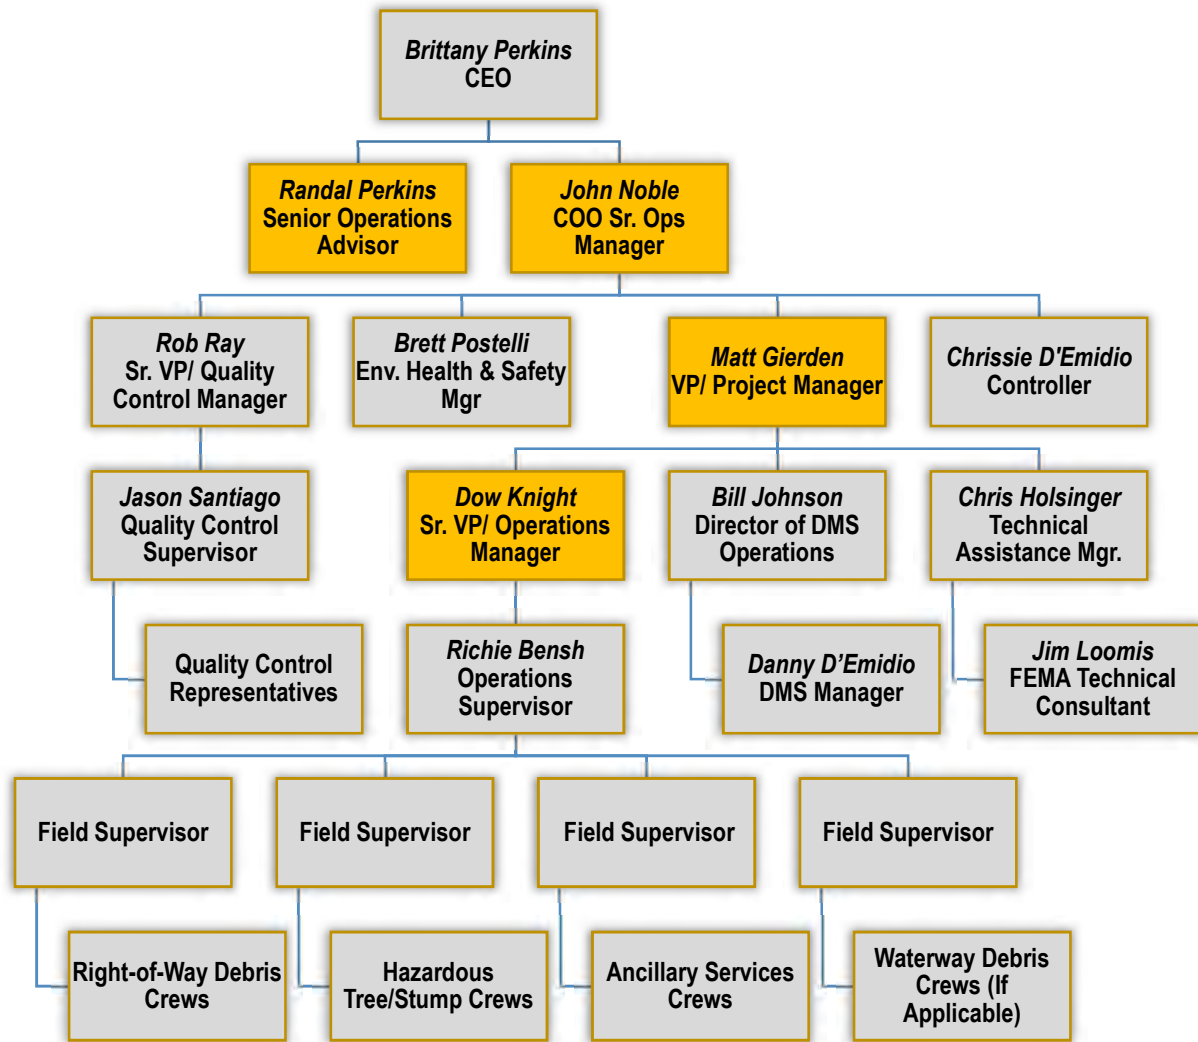 Brittany Perkins
CEO
Randal Perkins
Senior Operations
Advisor
John Noble
COO Sr. Ops
Manager
Rob Ray
Sr. VP/ Quality
Control Manager
Brett Postelli
Env. Health & Safety
Mgr
Matt Gierden
VP/ Project Manager
Chrissie D'Emidio
Controller
Jason Santiago
Quality Control
Supervisor
Dow Knight
Sr. VP/ Operations
Manager
Bill Johnson
Director of DMS
Operations
Chris Holsinger
Technical
Assistance Mgr.
Quality Control
Representatives
Richie Bensh
Operations
Supervisor
Danny D’Emidio
DMS Manager
Jim Loomis
FEMA Technical
Consultant
Field Supervisor
Field Supervisor
Field Supervisor
Field Supervisor
Right-of-Way Debris
Crews
Hazardous
Tree/Stump Crews
Ancillary Services
Crews
Waterway Debris
Crews (If
Applicable)